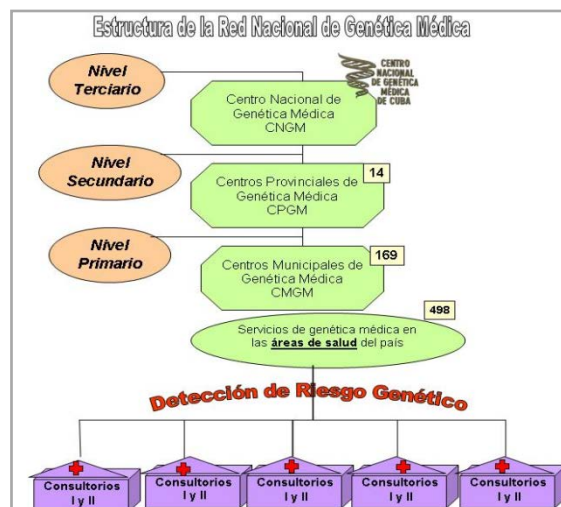 Estructura de la Red Nacional de Genética Médica
Nivel
Terciario
CENTRO
NACIONAL
DE GENÉTICA
MÉDICA
DE CUBA
Centro Nacional de
Genética Médica
CNGM
Nivel
Secundario
14
Centros Provinciales de
Genética Médica
CPGM
Nivel
Primario
169
Centros Municipales de
Genética Médica
CMGM
498
Servicios de genética médica en
las áreas de salud del país
Detección de Riesgo Genético
Consultorios
I y II
Consultorios
I y II
Consultorios
I y II
Consultorios
I y II
Consultorios
I y II